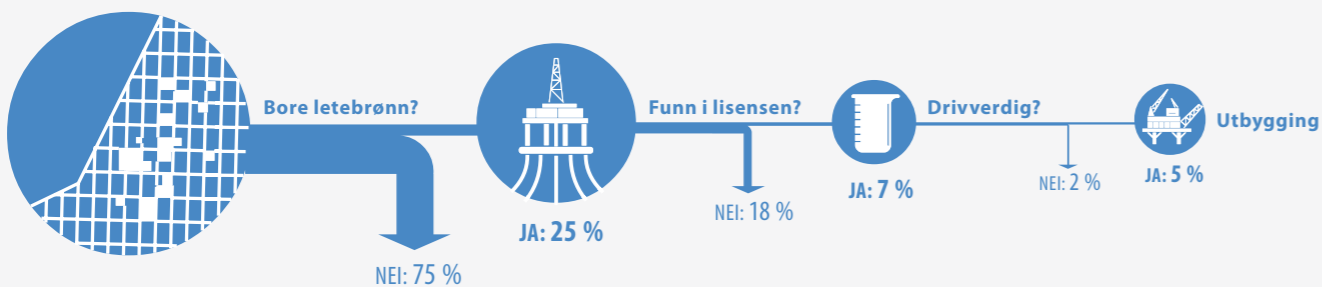 Bore letebrønn?
NEI: 75 %
JA: 25 %
Funn i lisensen?
NEI: 18 %
JA: 7 %
Drivverdig?
NEI: 2 %
JA: 5 %
Utbygging